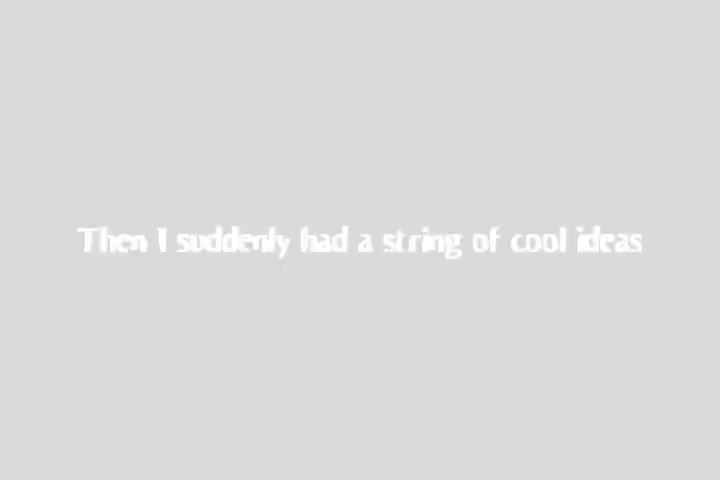 Then I suddenly had a string of cool ideas